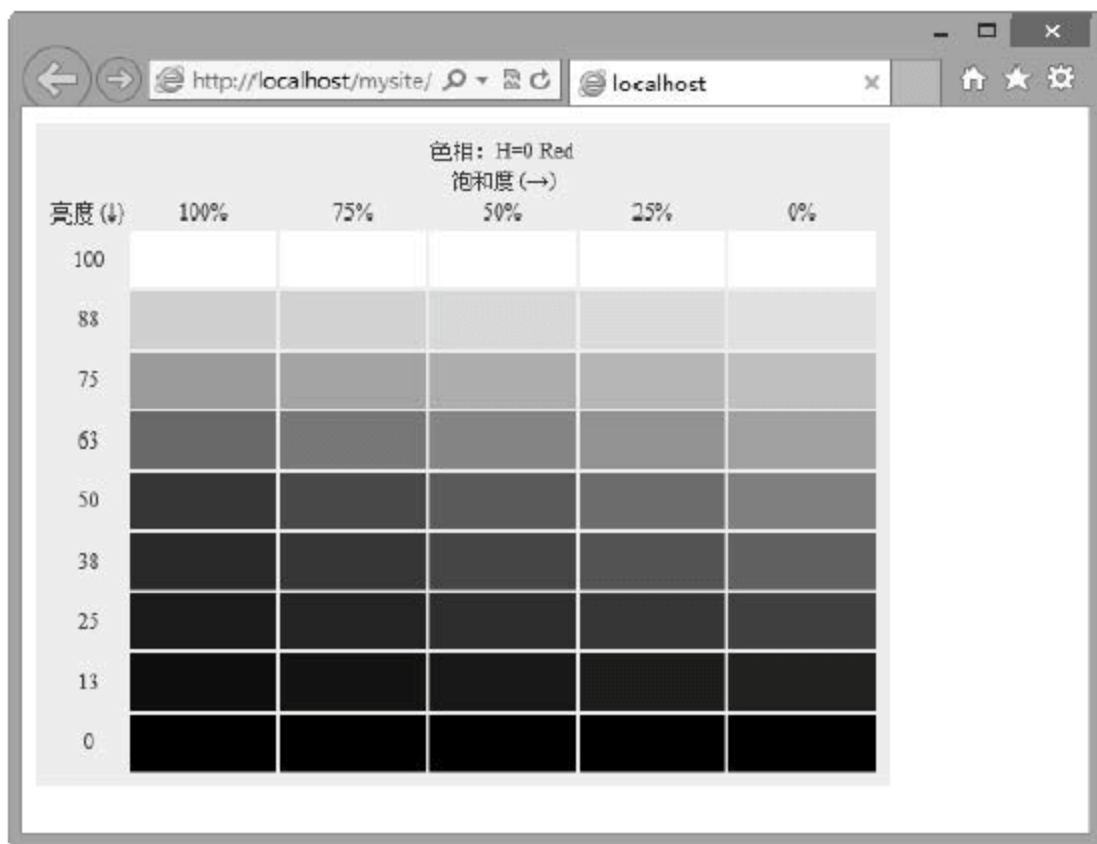 http://localhost/mysite/
localhost
色相：H=0 Red
饱和度(→)
亮度(↓) 100% 75% 50% 25% 0%
100
88
75
63
50
38
25
13
0